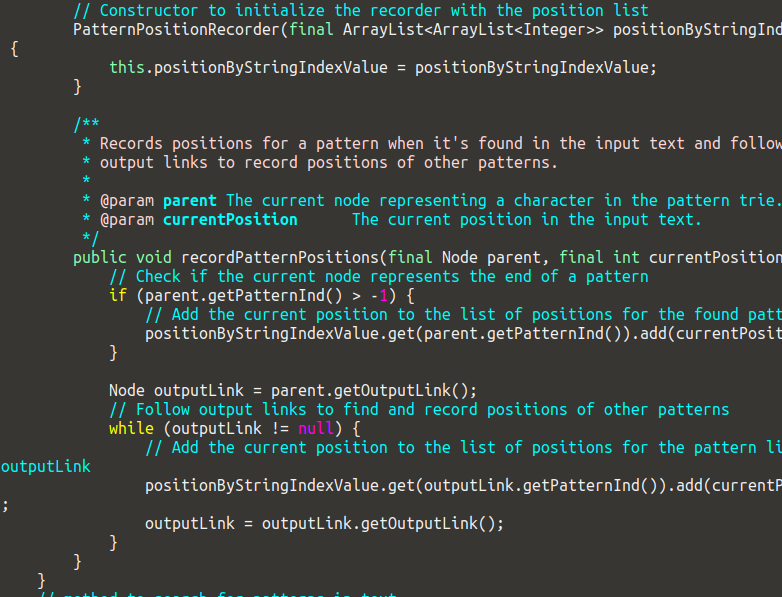 // Constructor to initialize the recorder with the position list
PatternPositionRecorder(final ArrayList<ArrayList<Integer>> positionByStringInd
{
this.positionByStringIndexValue = positionByStringIndexValue;
}
/**
* Records positions for a pattern when it's found in the input text and follow
* output links to record positions of other patterns.
*
* @param parent The current node representing a character in the pattern trie.
* @param currentPosition      The current position in the input text.
*/
public void recordPatternPositions(final Node parent, final int currentPosition
// Check if the current node represents the end of a pattern
if (parent.getPatternInd() > -1) {
// Add the current position to the list of positions for the found patt
positionByStringIndexValue.get(parent.getPatternInd()).add(currentPosit
}
Node outputLink = parent.getOutputLink();
// Follow output links to find and record positions of other patterns
while (outputLink != null) {
// Add the current position to the list of positions for the pattern li
outputLink
positionByStringIndexValue.get(outputLink.getPatternInd()).add(currentP
;
outputLink = outputLink.getOutputLink();
}
}
}
// method to search for patterns in text